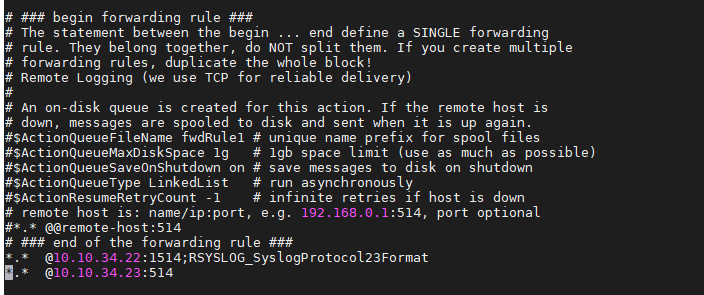 # ### begin forwarding rule ###
# The statement between the begin ... end define a SINGLE forwarding
# rule. They belong together, do NOT split them. If you create multiple
# forwarding rules, duplicate the whole block!
# Remote Logging (we use TCP for reliable delivery)
#
# An on-disk queue is created for this action. If the remote host is
# down, messages are spooled to disk and sent when it is up again.
#$ActionQueueFileName fwdRule1 # unique name prefix for spool files
#$ActionQueueMaxDiskSpace 1g   # 1gb space limit (use as much as possible)
#$ActionQueueSaveOnShutdown on # save messages to disk on shutdown
#$ActionQueueType LinkedList   # run asynchronously
#$ActionResumeRetryCount -1    # infinite retries if host is down
# remote host is: name/ip:port, e.g. 192.168.0.1:514, port optional
#*.* @@remote-host:514
# ### end of the forwarding rule ###
*.*  @10.10.34.22:1514;RSYSLOG_SyslogProtocol23Format
*.*  @10.10.34.23:514